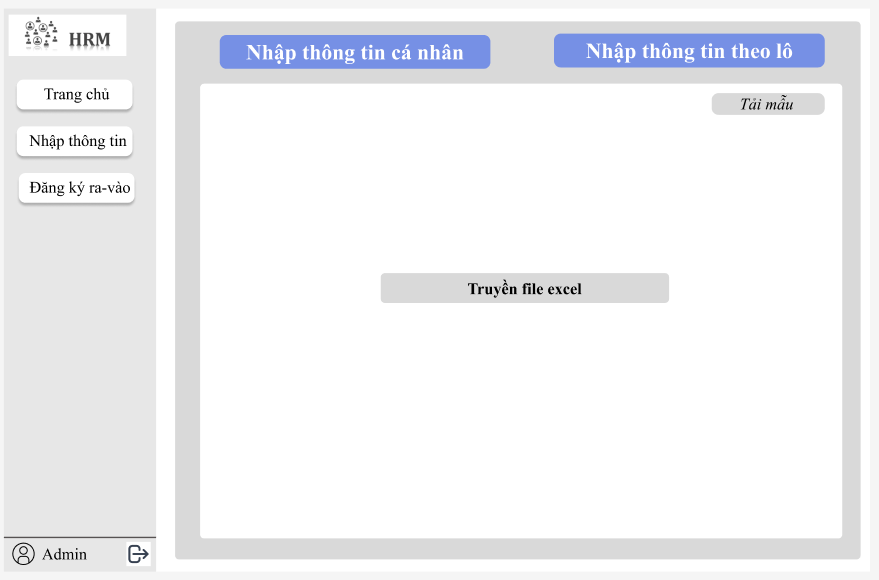 HRM
Trang chủ
Nhập thông tin
Đăng ký ra-vào
Admin
Nhập thông tin cá nhân
Nhập thông tin theo lô
Tải mẫu
Truyền file excel